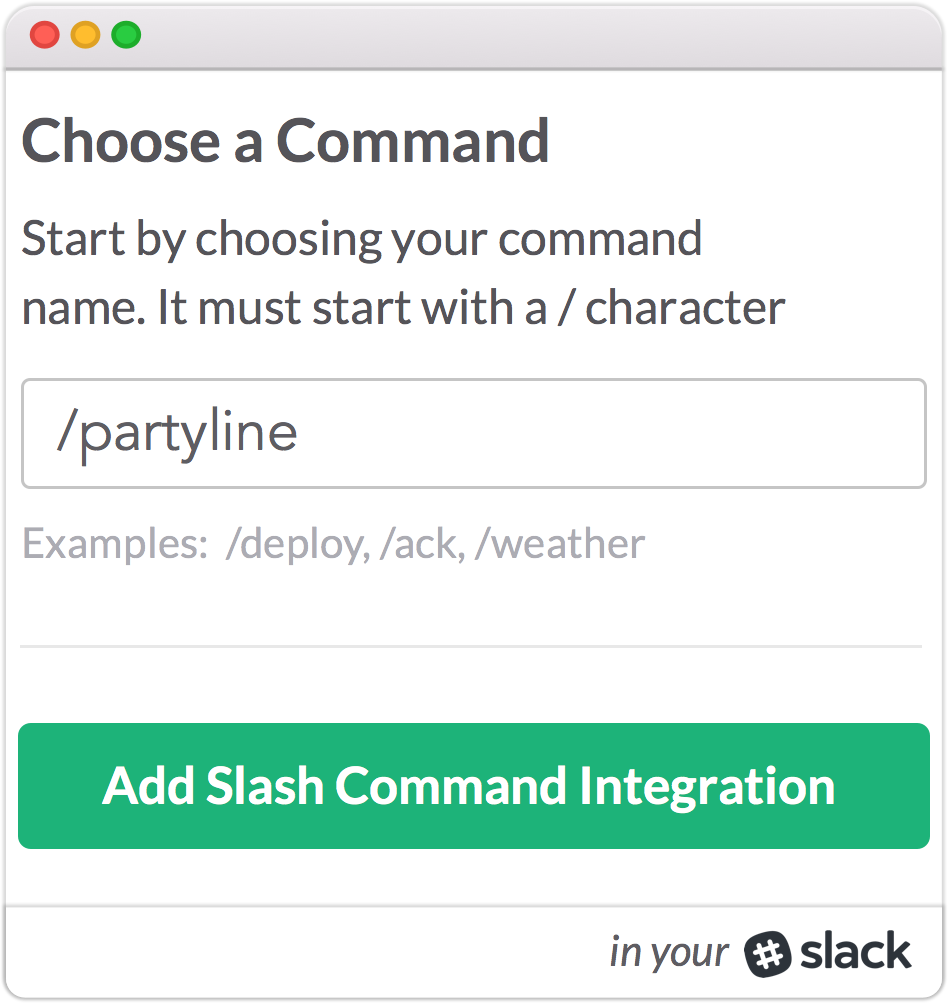 Choose a Command
Start by choosing your command
name. It must start with a / character
/partyline
Examples: /deploy, /ack, /weather
Add Slash Command Integration
in your slack